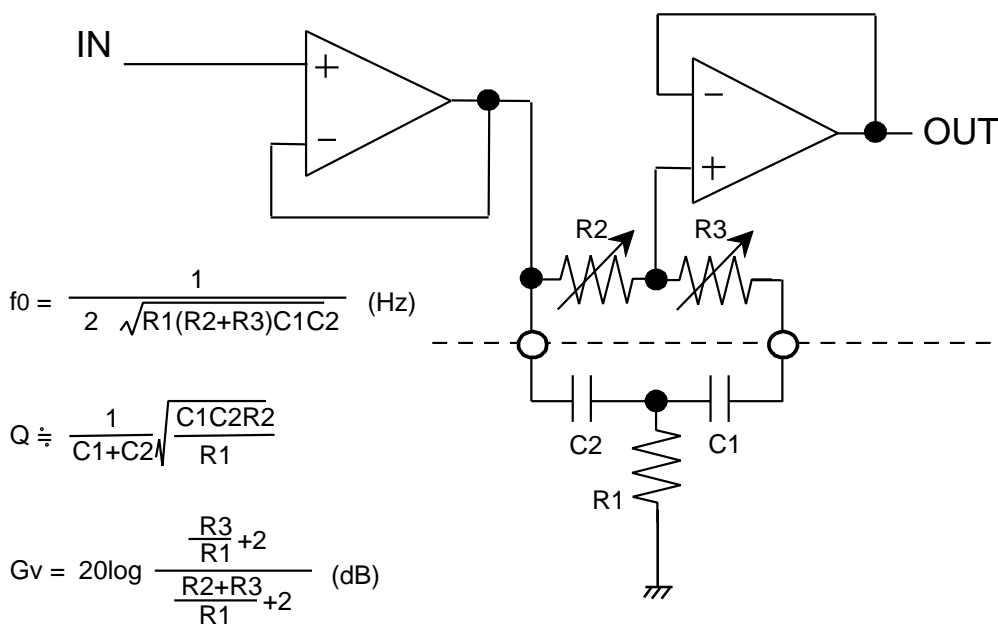 IN
+
−
−
+
OUT
R2
R3
f0 = 1 / 2 √R1(R2+R3)C1C2 (Hz)
C2
C1
R1
Q ≒ 1 / C1+C2 √C1C2R2 / R1
Gv = 20log R3 / R1 +2 / R2+R3 / R1 +2 (dB)